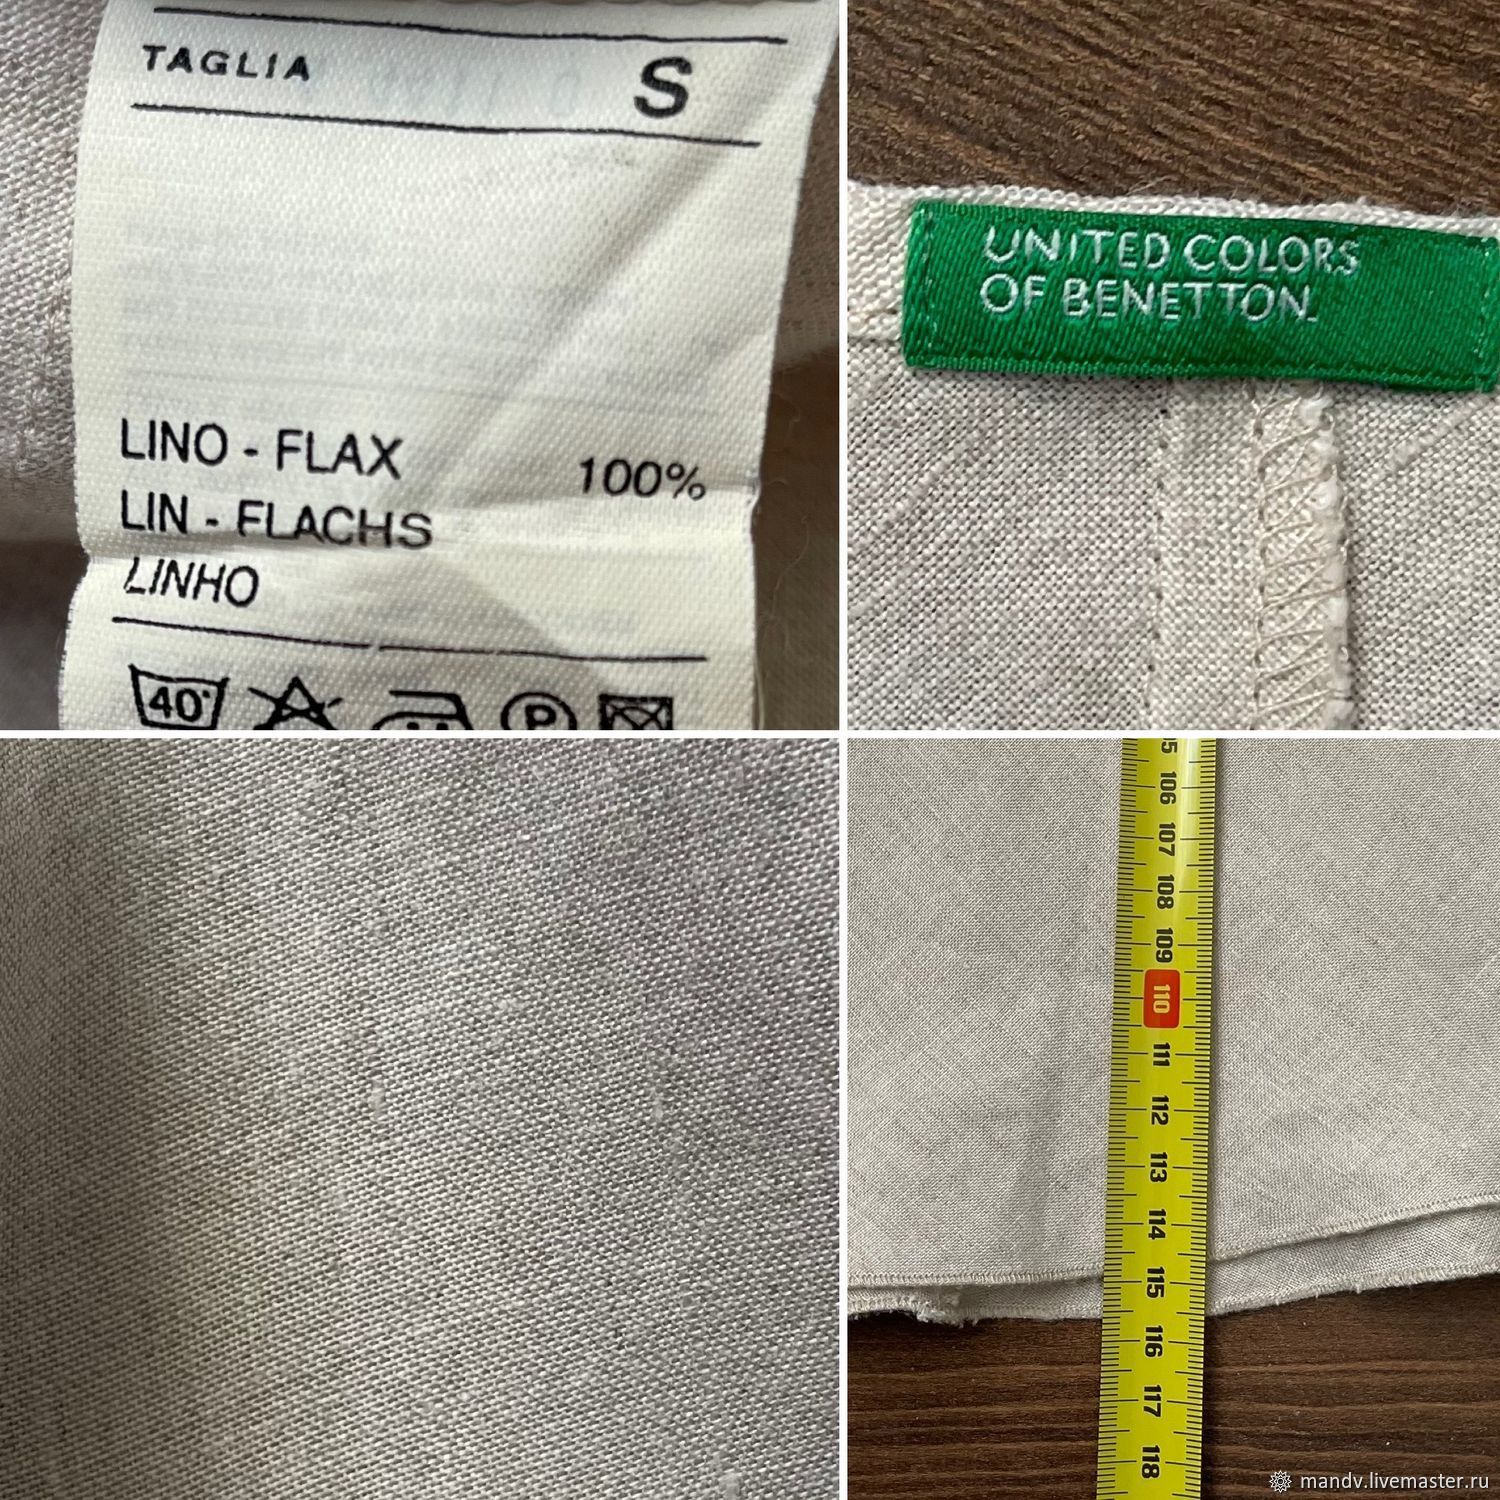 TAGLIA S
LINO - FLAX 100%
LIN - FLACHS
LINHO
40°
P
UNITED COLORS
OF BENETTON.
106
107
108
109
110
111
112
113
114
115
116
117
118
mandv.livemaster.ru